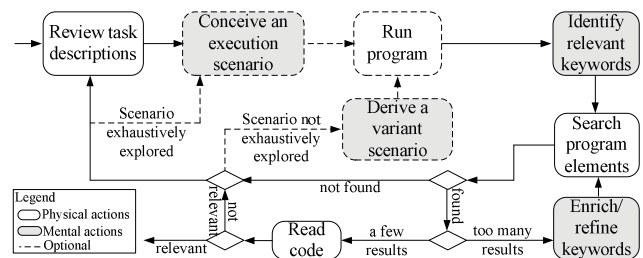 Review task
descriptions
Conceive an
execution
scenario
Run
program
Identify
relevant
keywords
Scenario
exhaustively
explored
Scenario not
exhaustively
explored
Derive a
variant
scenario
Search
program
elements
not found
found
not
relevant
Legend
Physical actions
Mental actions
Optional
relevant
Read
code
a few
results
too many
results
Enrich/
refine
keywords